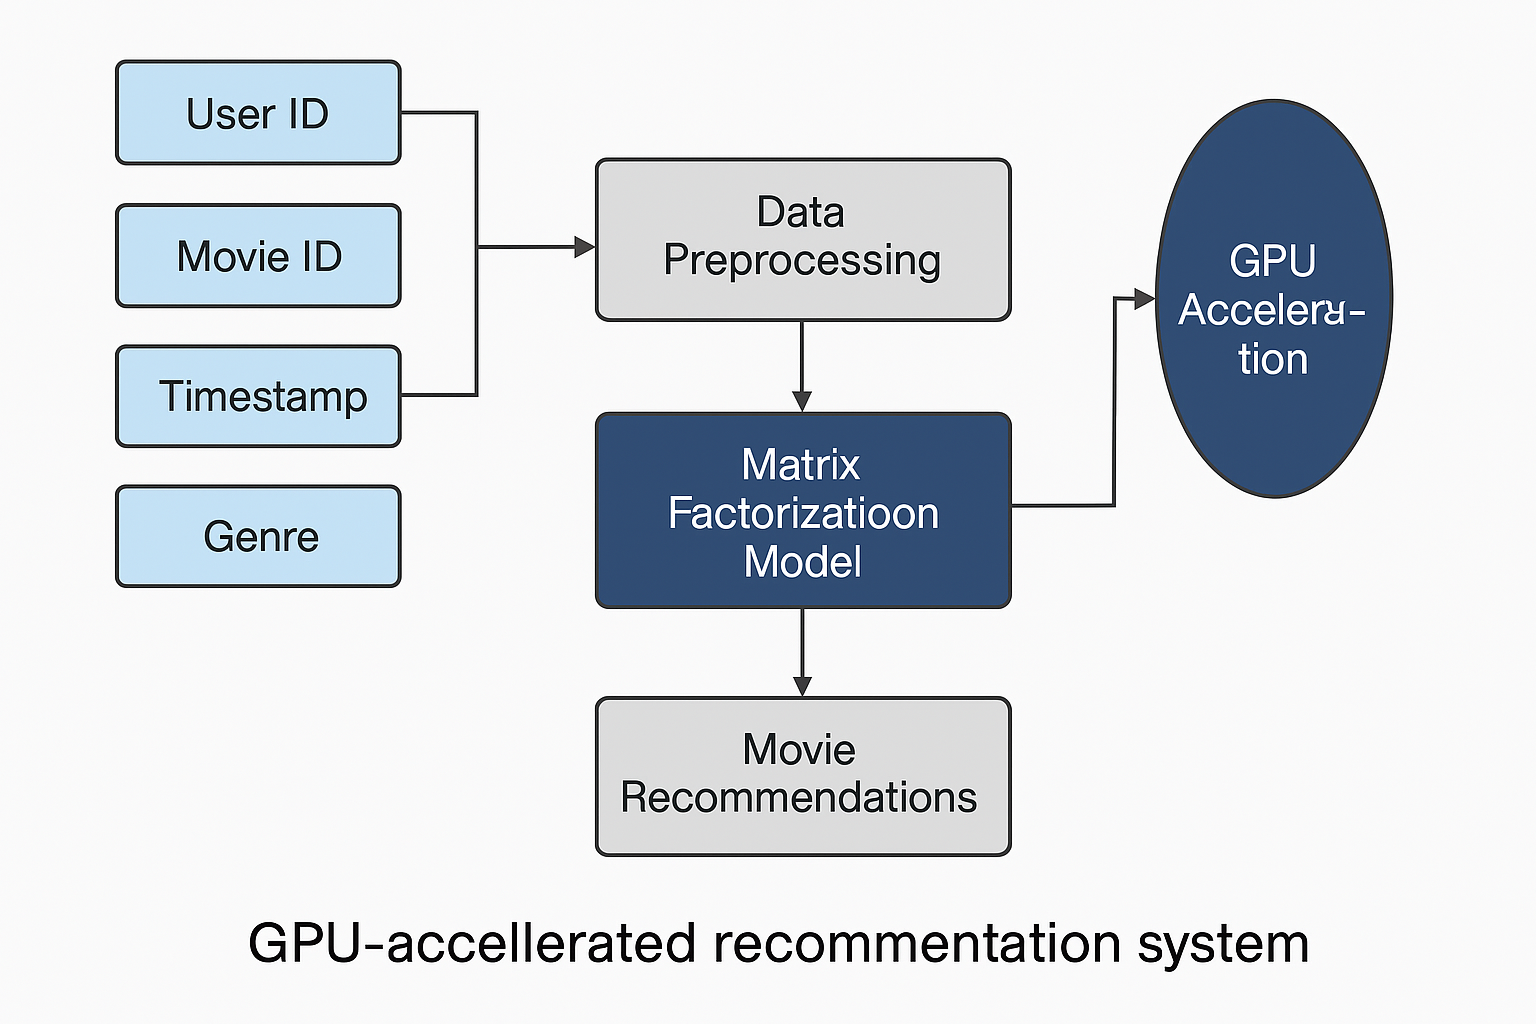 User ID
Movie ID
Timestamp
Genre
Data
Preprocessing
Matrix
Factorizatioon
Model
Movie
Recommendations
GPU
tion
GPU-accellerated recommentation system